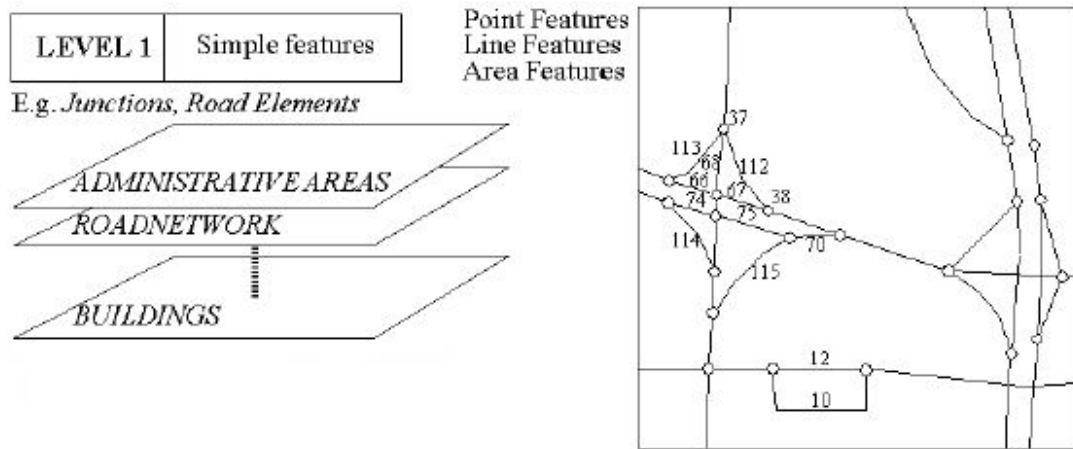 LEVEL 1
Simple features
E.g. Junctions, Road Elements
ADMINISTRATIVE AREAS
ROADNETWORK
BUILDINGS
Point Features
Line Features
Area Features
37
113
68
112
66
67
38
74
75
114
70
115
12
10